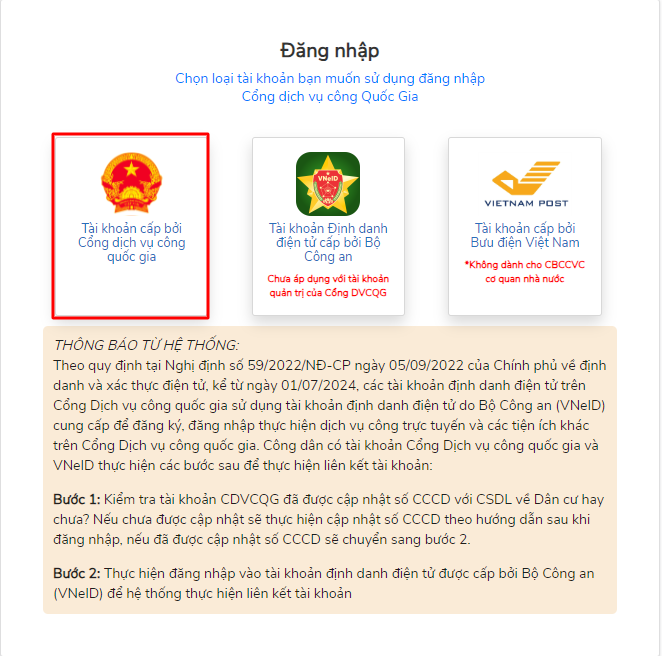 Đăng nhập
Chọn loại tài khoản bạn muốn sử dụng đăng nhập
Cổng dịch vụ công Quốc Gia
Tài khoản cấp bởi
Cổng dịch vụ công
quốc gia
VNeID
Tài khoản Định danh
điện tử cấp bởi Bộ
Công an
Chưa áp dụng với tài khoản
quản trị của Cổng DVCQG
VIETNAM POST
Tài khoản cấp bởi
Bưu điện Việt Nam
*Không dành cho CBCCVC
cơ quan nhà nước
THÔNG BÁO TỪ HỆ THỐNG:
Theo quy định tại Nghị định số 59/2022/NĐ-CP ngày 05/09/2022 của Chính phủ về định
danh và xác thực điện tử, kể từ ngày 01/07/2024, các tài khoản định danh điện tử trên
Cổng Dịch vụ công quốc gia sử dụng tài khoản định danh điện tử do Bộ Công an (VNeID)
cung cấp để đăng ký, đăng nhập thực hiện dịch vụ công trực tuyến và các tiện ích khác
trên Cổng Dịch vụ công quốc gia. Công dân có tài khoản Cổng Dịch vụ công quốc gia và
VNeID thực hiện các bước sau để thực hiện liên kết tài khoản:
Bước 1: Kiểm tra tài khoản CDVCQG đã được cập nhật số CCCD với CSDL về Dân cư hay
chưa? Nếu chưa được cập nhật sẽ thực hiện cập nhật số CCCD theo hướng dẫn sau khi
đăng nhập, nếu đã được cập nhật số CCCD sẽ chuyển sang bước 2.
Bước 2: Thực hiện đăng nhập vào tài khoản định danh điện tử được cấp bởi Bộ Công an
(VNeID) để hệ thống thực hiện liên kết tài khoản